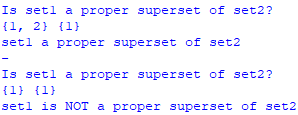 Is set1 a proper superset of set2?
{1, 2} {1}
set1 a proper superset of set2
-
Is set1 a proper superset of set2?
{1} {1}
set1 is NOT a proper superset of set2